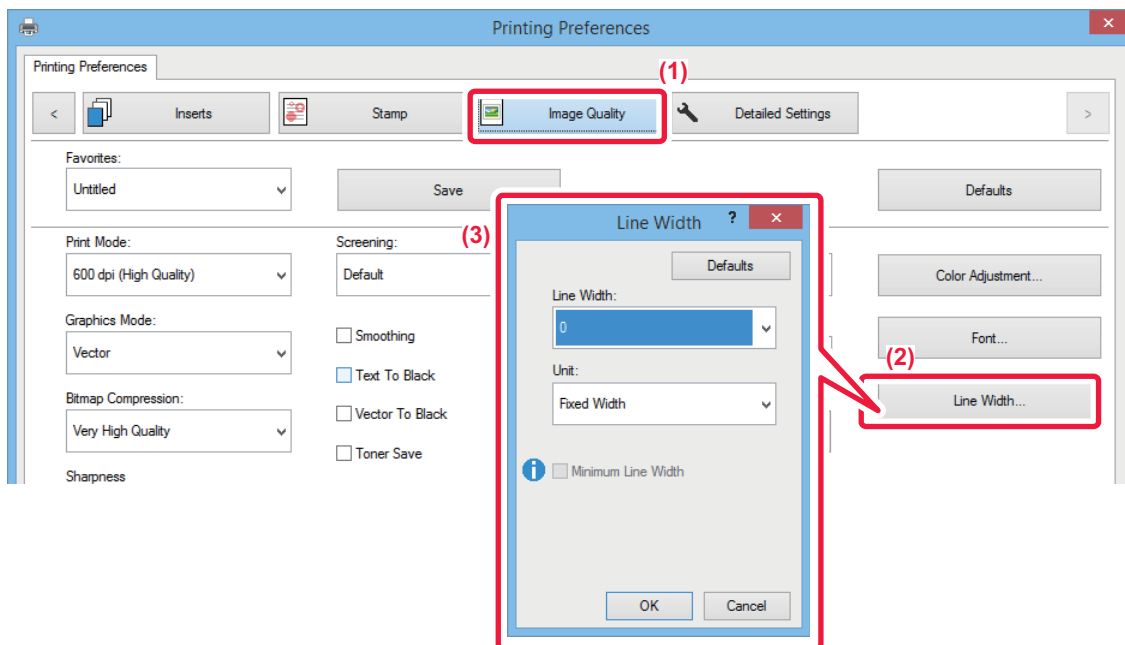 Printing Preferences
×
Printing Preferences
(1)
<
Inserts
Stamp
Image Quality
Detailed Settings
>
Favorites:
Untitled
Save
Defaults
Print Mode:
600 dpi (High Quality)
Screening:
Default
Color Adjustment...
Graphics Mode:
Vector
Smoothing
Font...
Text To Black
(2)
Line Width...
Bitmap Compression:
Very High Quality
Vector To Black
Toner Save
Sharpness
(3)
Line Width
?
×
Defaults
Line Width:
0
Unit:
Fixed Width
i
Minimum Line Width
OK
Cancel